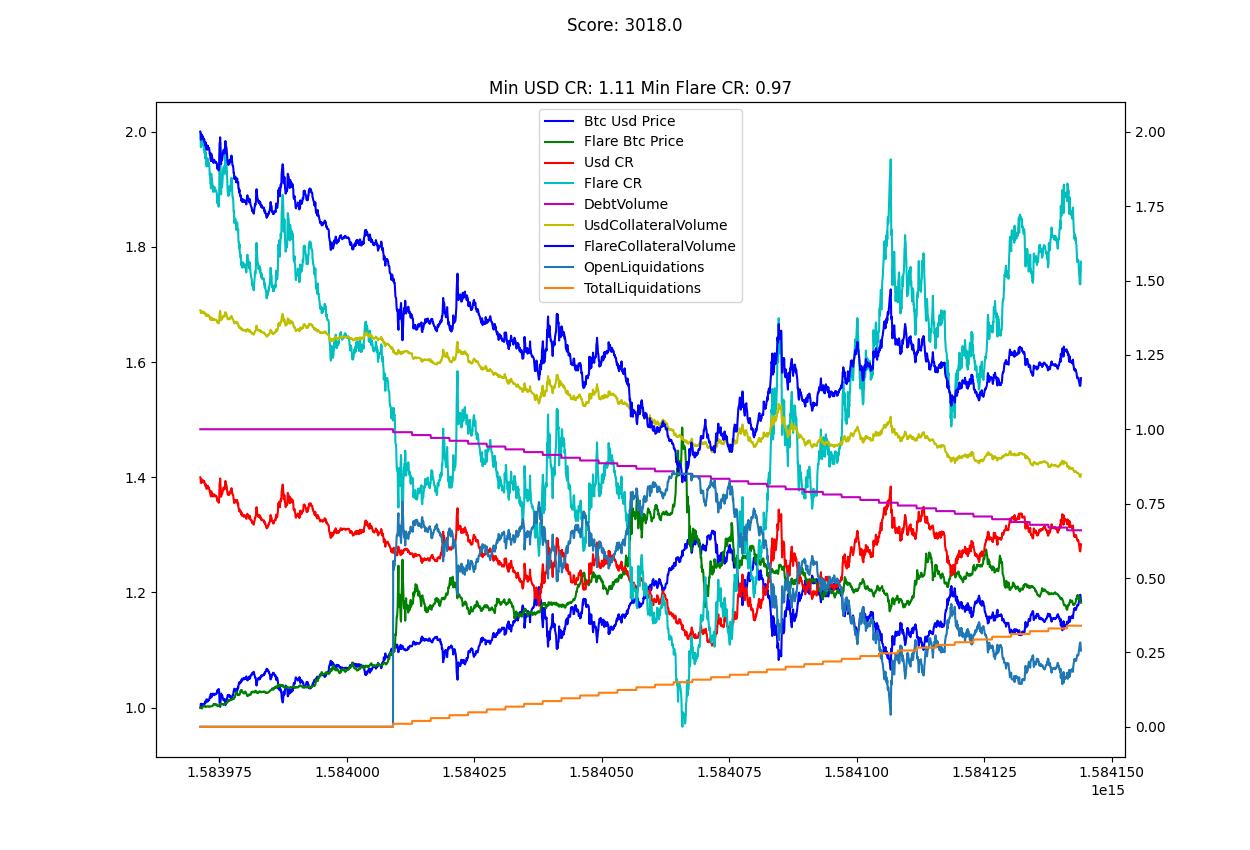 Score: 3018.0
Min USD CR: 1.11 Min Flare CR: 0.97
Btc Usd Price
Flare Btc Price
Usd CR
Flare CR
DebtVolume
UsdCollateralVolume
FlareCollateralVolume
OpenLiquidations
TotalLiquidations
2.0
1.8
1.6
1.4
1.2
1.0
2.00
1.75
1.50
1.25
1.00
0.75
0.50
0.25
0.00
1.583975 1.584000 1.584025 1.584050 1.584075 1.584100 1.584125 1.584150
1e15